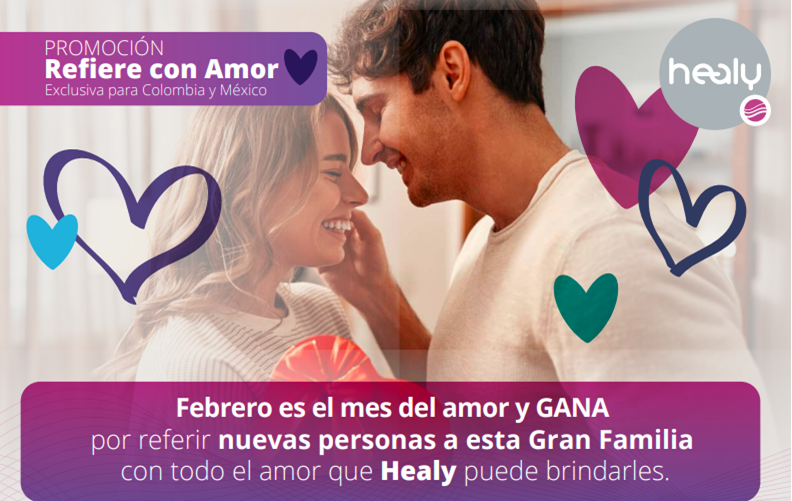 PROMOCIÓN
Refiere con Amor
Exclusiva para Colombia y México
healy
Febrero es el mes del amor y GANA
por referir nuevas personas a esta Gran Familia
con todo el amor que Healy puede brindarles.